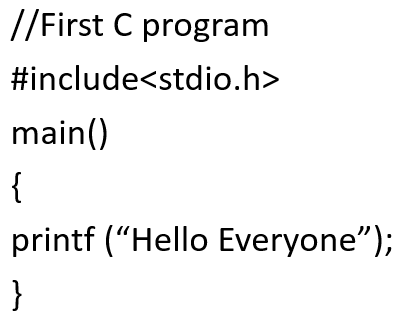 //First C program
#include<stdio.h>
main()
{
printf (“Hello Everyone”);
}